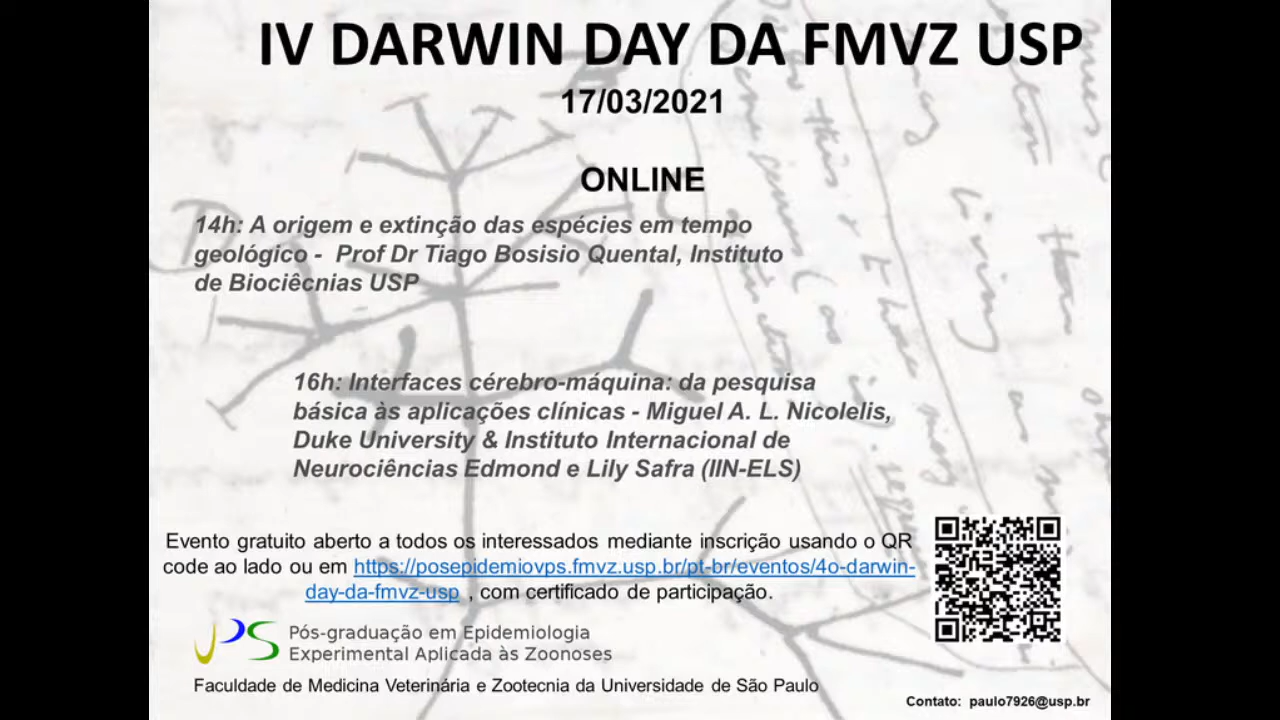 IV DARWIN DAY DA FMVZ USP
17/03/2021
ONLINE
14h: A origem e extinção das espécies em tempo
geológico - Prof Dr Tiago Bosisio Quental, Instituto
de Biociêcnias USP
16h: Interfaces cérebro-máquina: da pesquisa
básica às aplicações clínicas - Miguel A. L. Nicolelis,
Duke University & Instituto Internacional de
Neurociências Edmond e Lily Safra (IIN-ELS)
Evento gratuito aberto a todos os interessados mediante inscrição usando o QR
code ao lado ou em https://posepidemiovps.fmvz.usp.br/pt-br/eventos/4o-darwin-
day-da-fmvz-usp , com certificado de participação.
VPS Pós-graduação em Epidemiologia
Experimental Aplicada às Zoonoses
Faculdade de Medicina Veterinária e Zootecnia da Universidade de São Paulo
Contato: paulo7926@usp.br